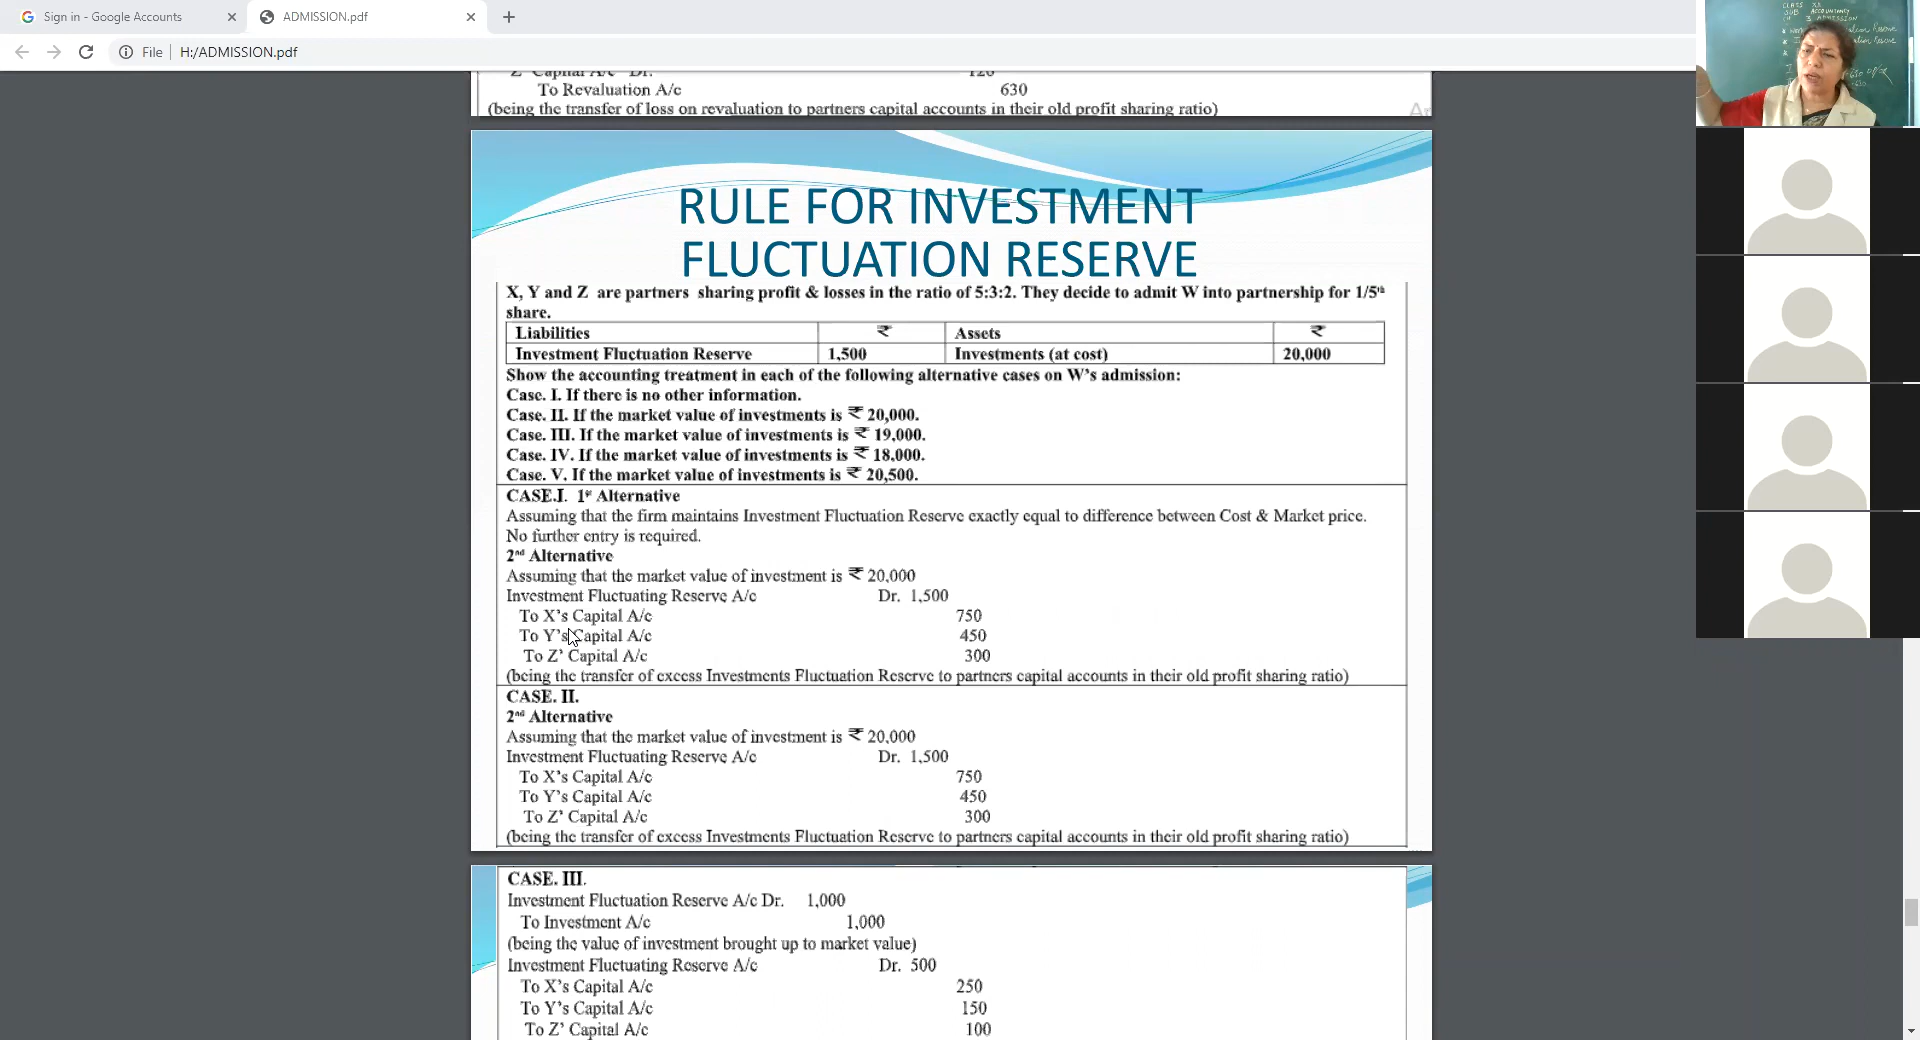 Sign in - Google Accounts
ADMISSION.pdf
File | H:/ADMISSION.pdf
Z' Capital A/c Dr. 126
To Revaluation A/c 630
(being the transfer of loss on revaluation to partners capital accounts in their old profit sharing ratio)
RULE FOR INVESTMENT
FLUCTUATION RESERVE
X, Y and Z are partners sharing profit & losses in the ratio of 5:3:2. They decide to admit W into partnership for 1/5th
share.
Liabilities ₹ Assets ₹
Investment Fluctuation Reserve 1,500 Investments (at cost) 20,000
Show the accounting treatment in each of the following alternative cases on W's admission:
Case. I. If there is no other information.
Case. II. If the market value of investments is ₹ 20,000.
Case. III. If the market value of investments is ₹ 19,000.
Case. IV. If the market value of investments is ₹ 18,000.
Case. V. If the market value of investments is ₹ 20,500.
CASE.I. 1st Alternative
Assuming that the firm maintains Investment Fluctuation Reserve exactly equal to difference between Cost & Market price.
No further entry is required.
2nd Alternative
Assuming that the market value of investment is ₹ 20,000
Investment Fluctuating Reserve A/c Dr. 1,500
To X's Capital A/c 750
To Y's Capital A/c 450
To Z' Capital A/c 300
(being the transfer of excess Investments Fluctuation Reserve to partners capital accounts in their old profit sharing ratio)
CASE. II.
2nd Alternative
Assuming that the market value of investment is ₹ 20,000
Investment Fluctuating Reserve A/c Dr. 1,500
To X's Capital A/c 750
To Y's Capital A/c 450
To Z' Capital A/c 300
(being the transfer of excess Investments Fluctuation Reserve to partners capital accounts in their old profit sharing ratio)
CASE. III.
Investment Fluctuation Reserve A/c Dr. 1,000
To Investment A/c 1,000
(being the value of investment brought up to market value)
Investment Fluctuating Reserve A/c Dr. 500
To X's Capital A/c 250
To Y's Capital A/c 150
To Z' Capital A/c 100
CLASS
SUB ACCOUNTANCY
ADMISSION
Reserve
Reserve
630